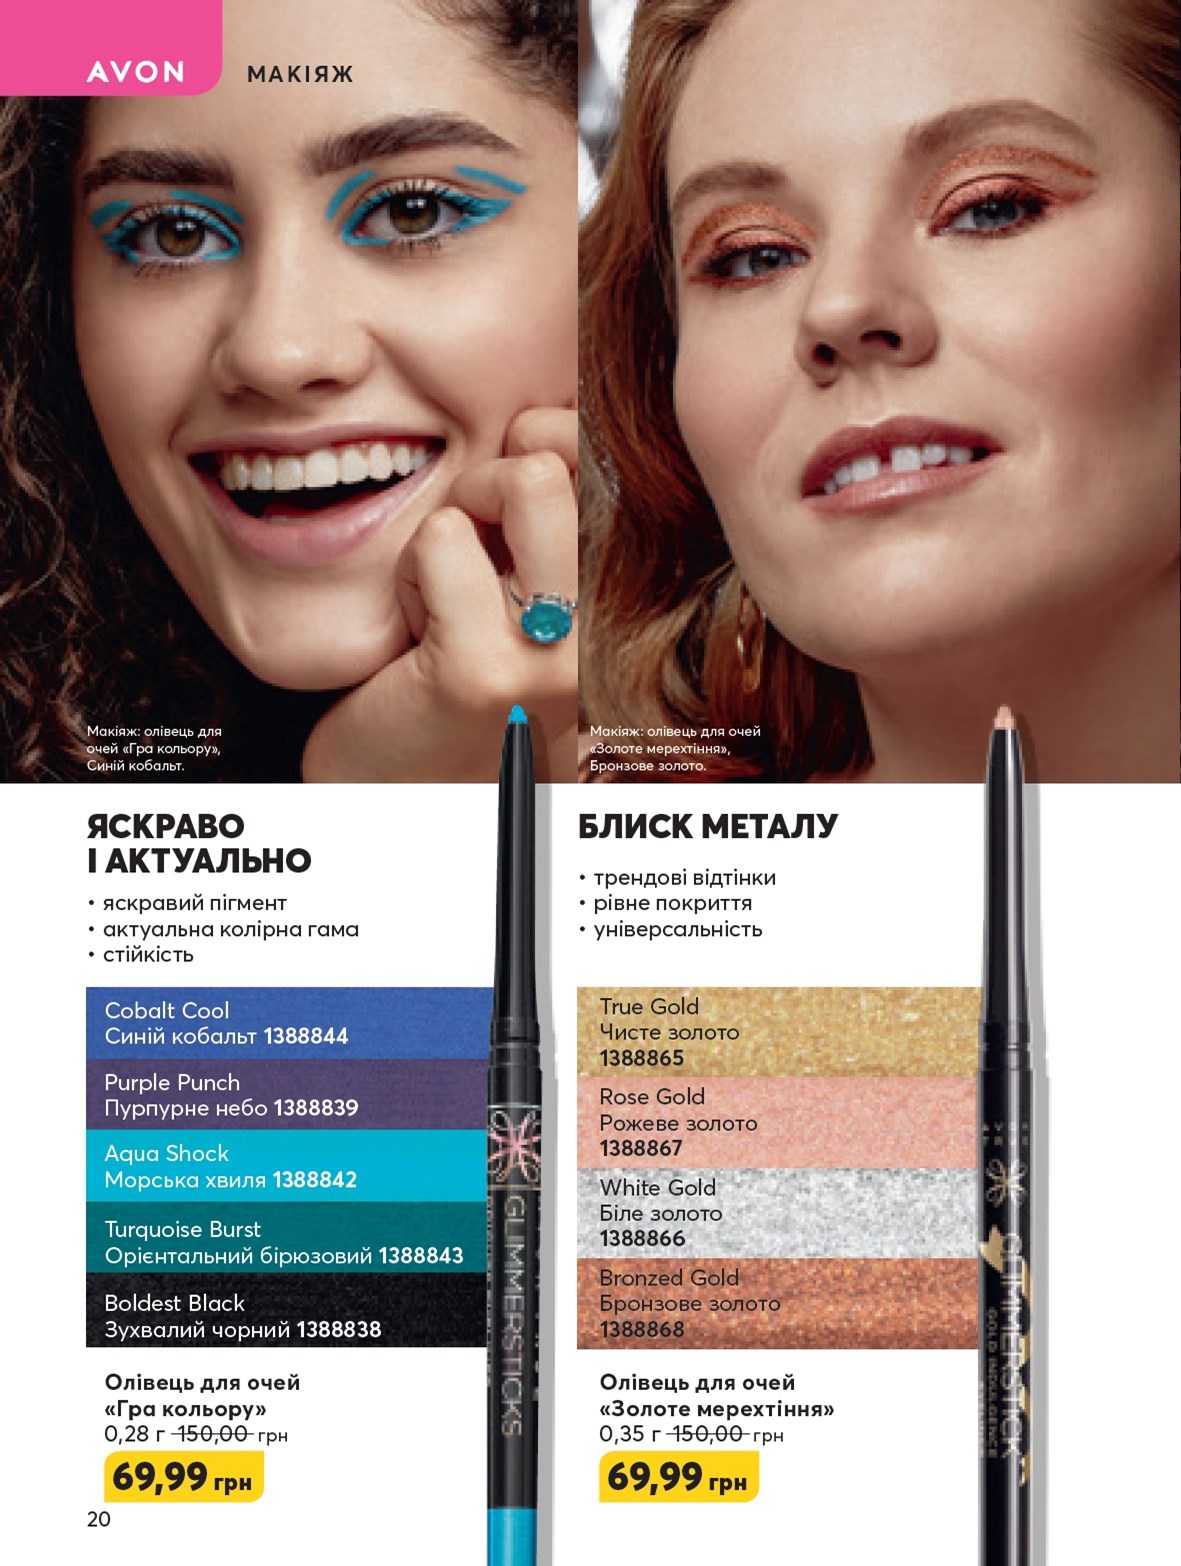 AVON
МАКІЯЖ
Макіяж: олівець для
очей «Гра кольору»,
Синій кобальт.
Макіяж: олівець для очей
«Золоте мерехтіння»,
Бронзове золото.
ЯСКРАВО
І АКТУАЛЬНО
• яскравий пігмент
• актуальна колірна гама
• стійкість
Cobalt Cool
Синій кобальт 1388844
Purple Punch
Пурпурне небо 1388839
Aqua Shock
Морська хвиля 1388842
Turquoise Burst
Орієнтальний бірюзовий 1388843
Boldest Black
Зухвалий чорний 1388838
GLIMMERSTICKS
Олівець для очей
«Гра кольору»
0,28 г 150,00 грн
69,99 грн
БЛИСК МЕТАЛУ
• трендові відтінки
• рівне покриття
• універсальність
True Gold
Чисте золото
1388865
Rose Gold
Рожеве золото
1388867
White Gold
Біле золото
1388866
Bronzed Gold
Бронзове золото
1388868
GLIMMERSTICK
Олівець для очей
«Золоте мерехтіння»
0,35 г 150,00 грн
69,99 грн
20